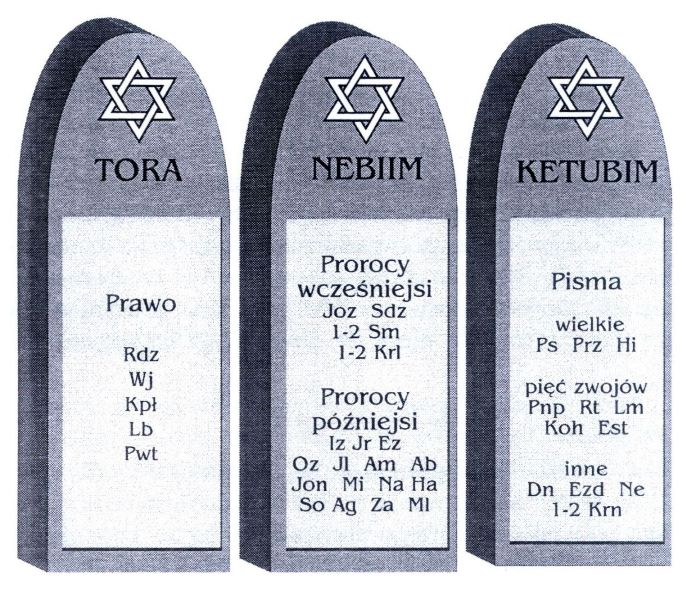 TORA
Prawo
Rdz
Wj
Kpł
Lb
Pwt
NEBIIM
Prorocy
wcześniejsi
Joz Sdz
1-2 Sm
1-2 Krl
Prorocy
późniejsi
Iz Jr Ez
Oz Jl Am Ab
Jon Mi Na Ha
So Ag Za Ml
KETUBIM
Pisma
wielkie
Ps Prz Hi
pięć zwojów
Pnp Rt Lm
Koh Est
inne
Dn Ezd Ne
1-2 Krn